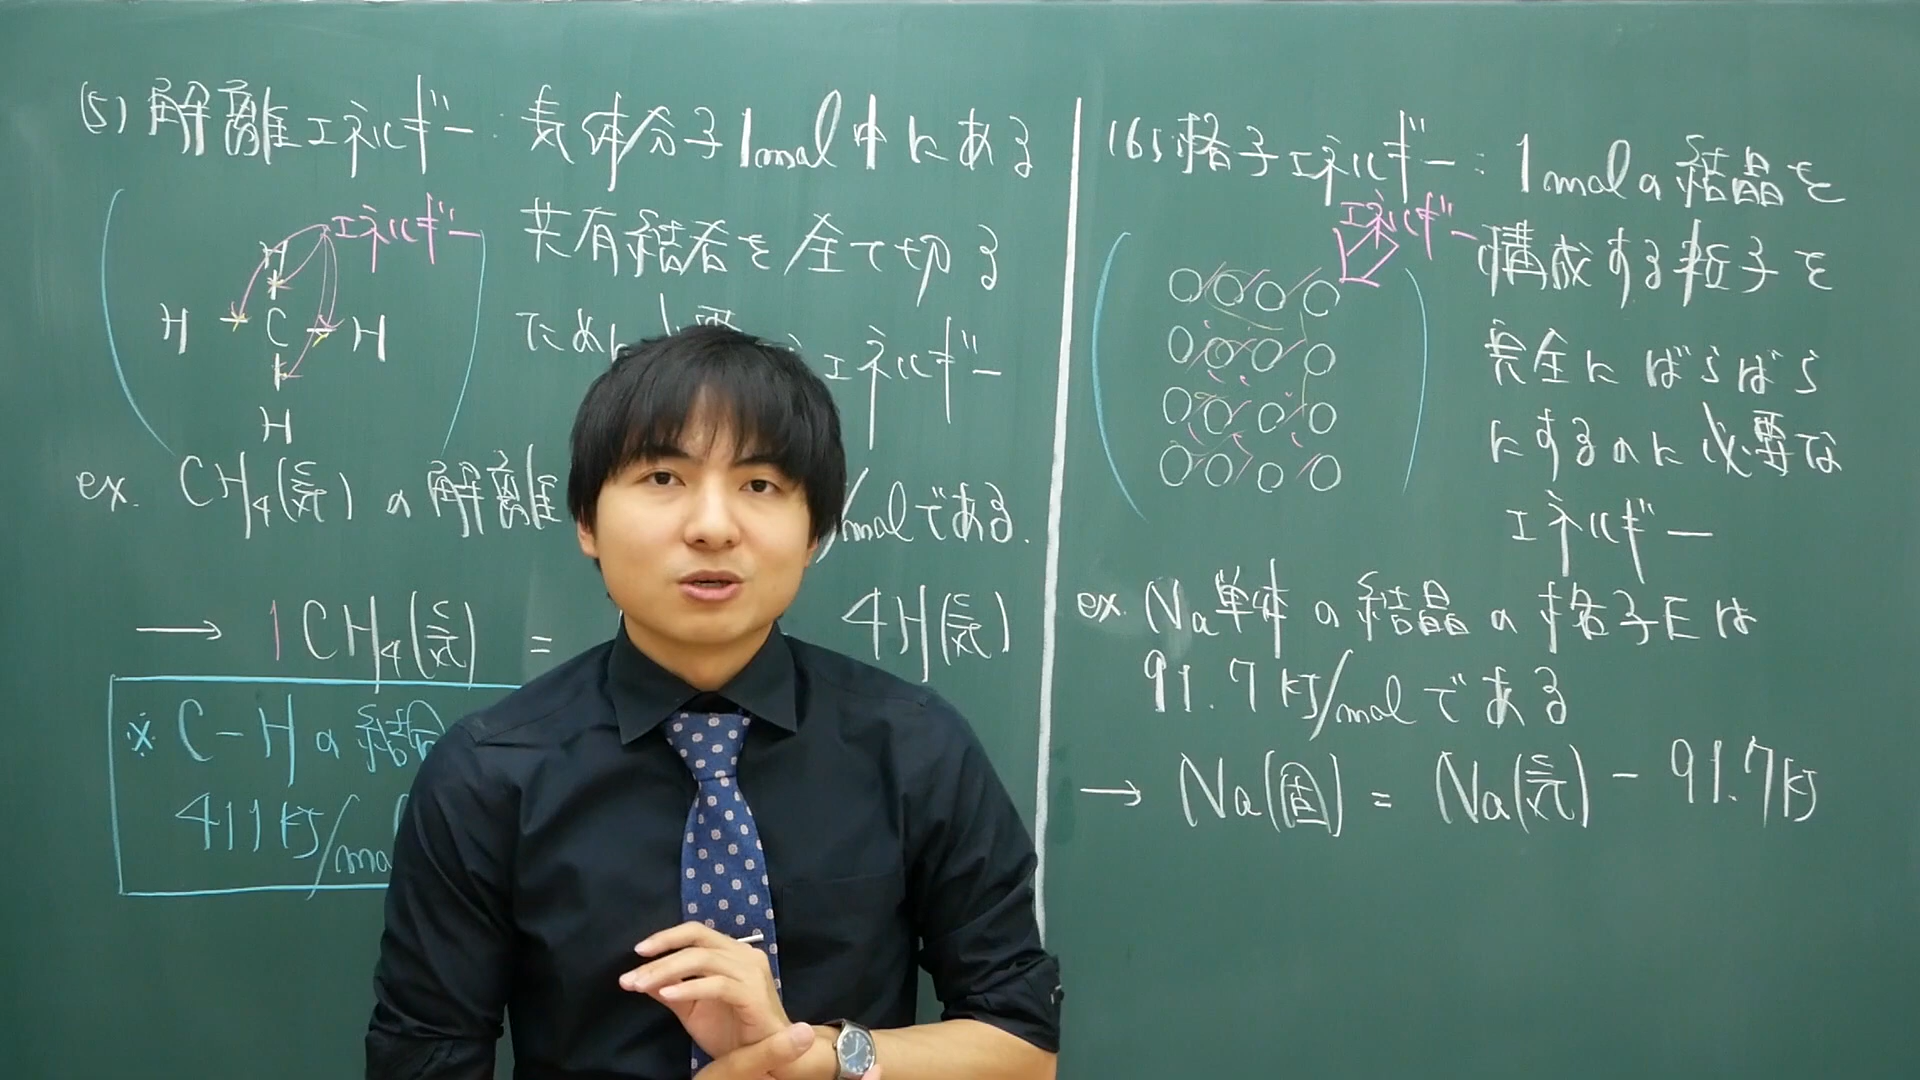 (5) 解離エネルギー：気体分子1mol中にある
共有結合を全て切る
ために必要 エネルギー
エネルギー
H
H C H
H
ex. CH4(気)の解離 /molである.
→ 1CH4(気) = 4H(気)
※ C-Hの結合
411kJ/mo
(6) 格子エネルギー：1molの結晶を
構成する粒子を
完全にばらばら
にするのに必要な
エネルギー
エネルギー
ex. Na単体の結晶の格子Eは
91.7kJ/molである
→ Na(固) = Na(気) - 91.7kJ